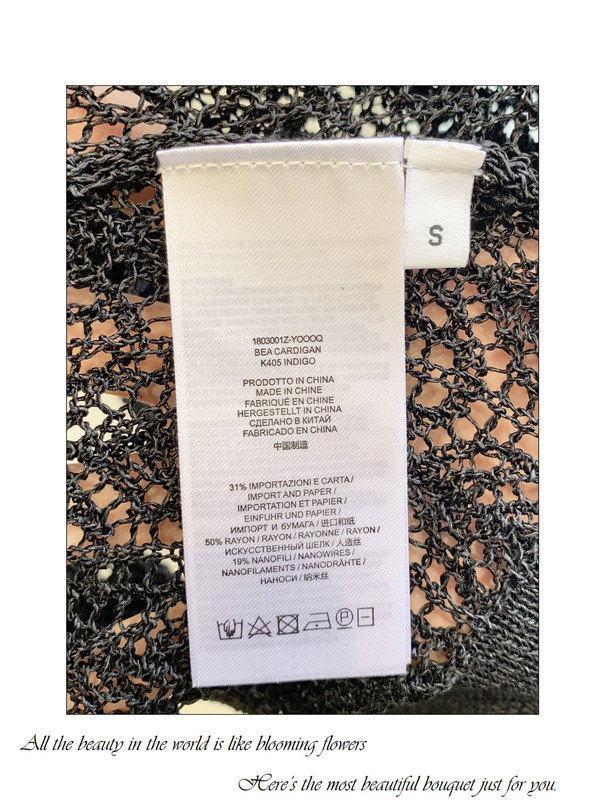 S
1803001Z-YOOOQ
BEA CARDIGAN
K405 INDIGO
PRODOTTO IN CHINA
MADE IN CHINE
FABRIQUÉ EN CHINE
HERGESTELLT IN CHINA
СДЕЛАНО В КИТАЙ
FABRICADO EN CHINA
中国制造
31% IMPORTAZIONI E CARTA /
IMPORT AND PAPER /
IMPORTATION ET PAPIER /
EINFUHR UND PAPIER /
ИМПОРТ И БУМАГА / 进口和纸
50% RAYON / RAYON / RAYONNE / RAYON /
ИСКУССТВЕННЫЙ ШЕЛК / 人造丝
19% NANOFILI / NANOWIRES /
NANOFILAMENTS / NANODRÄHTE /
НАНОСИ / 纳米丝
P
All the beauty in the world is like blooming flowers
Here's the most beautiful bouquet just for you.